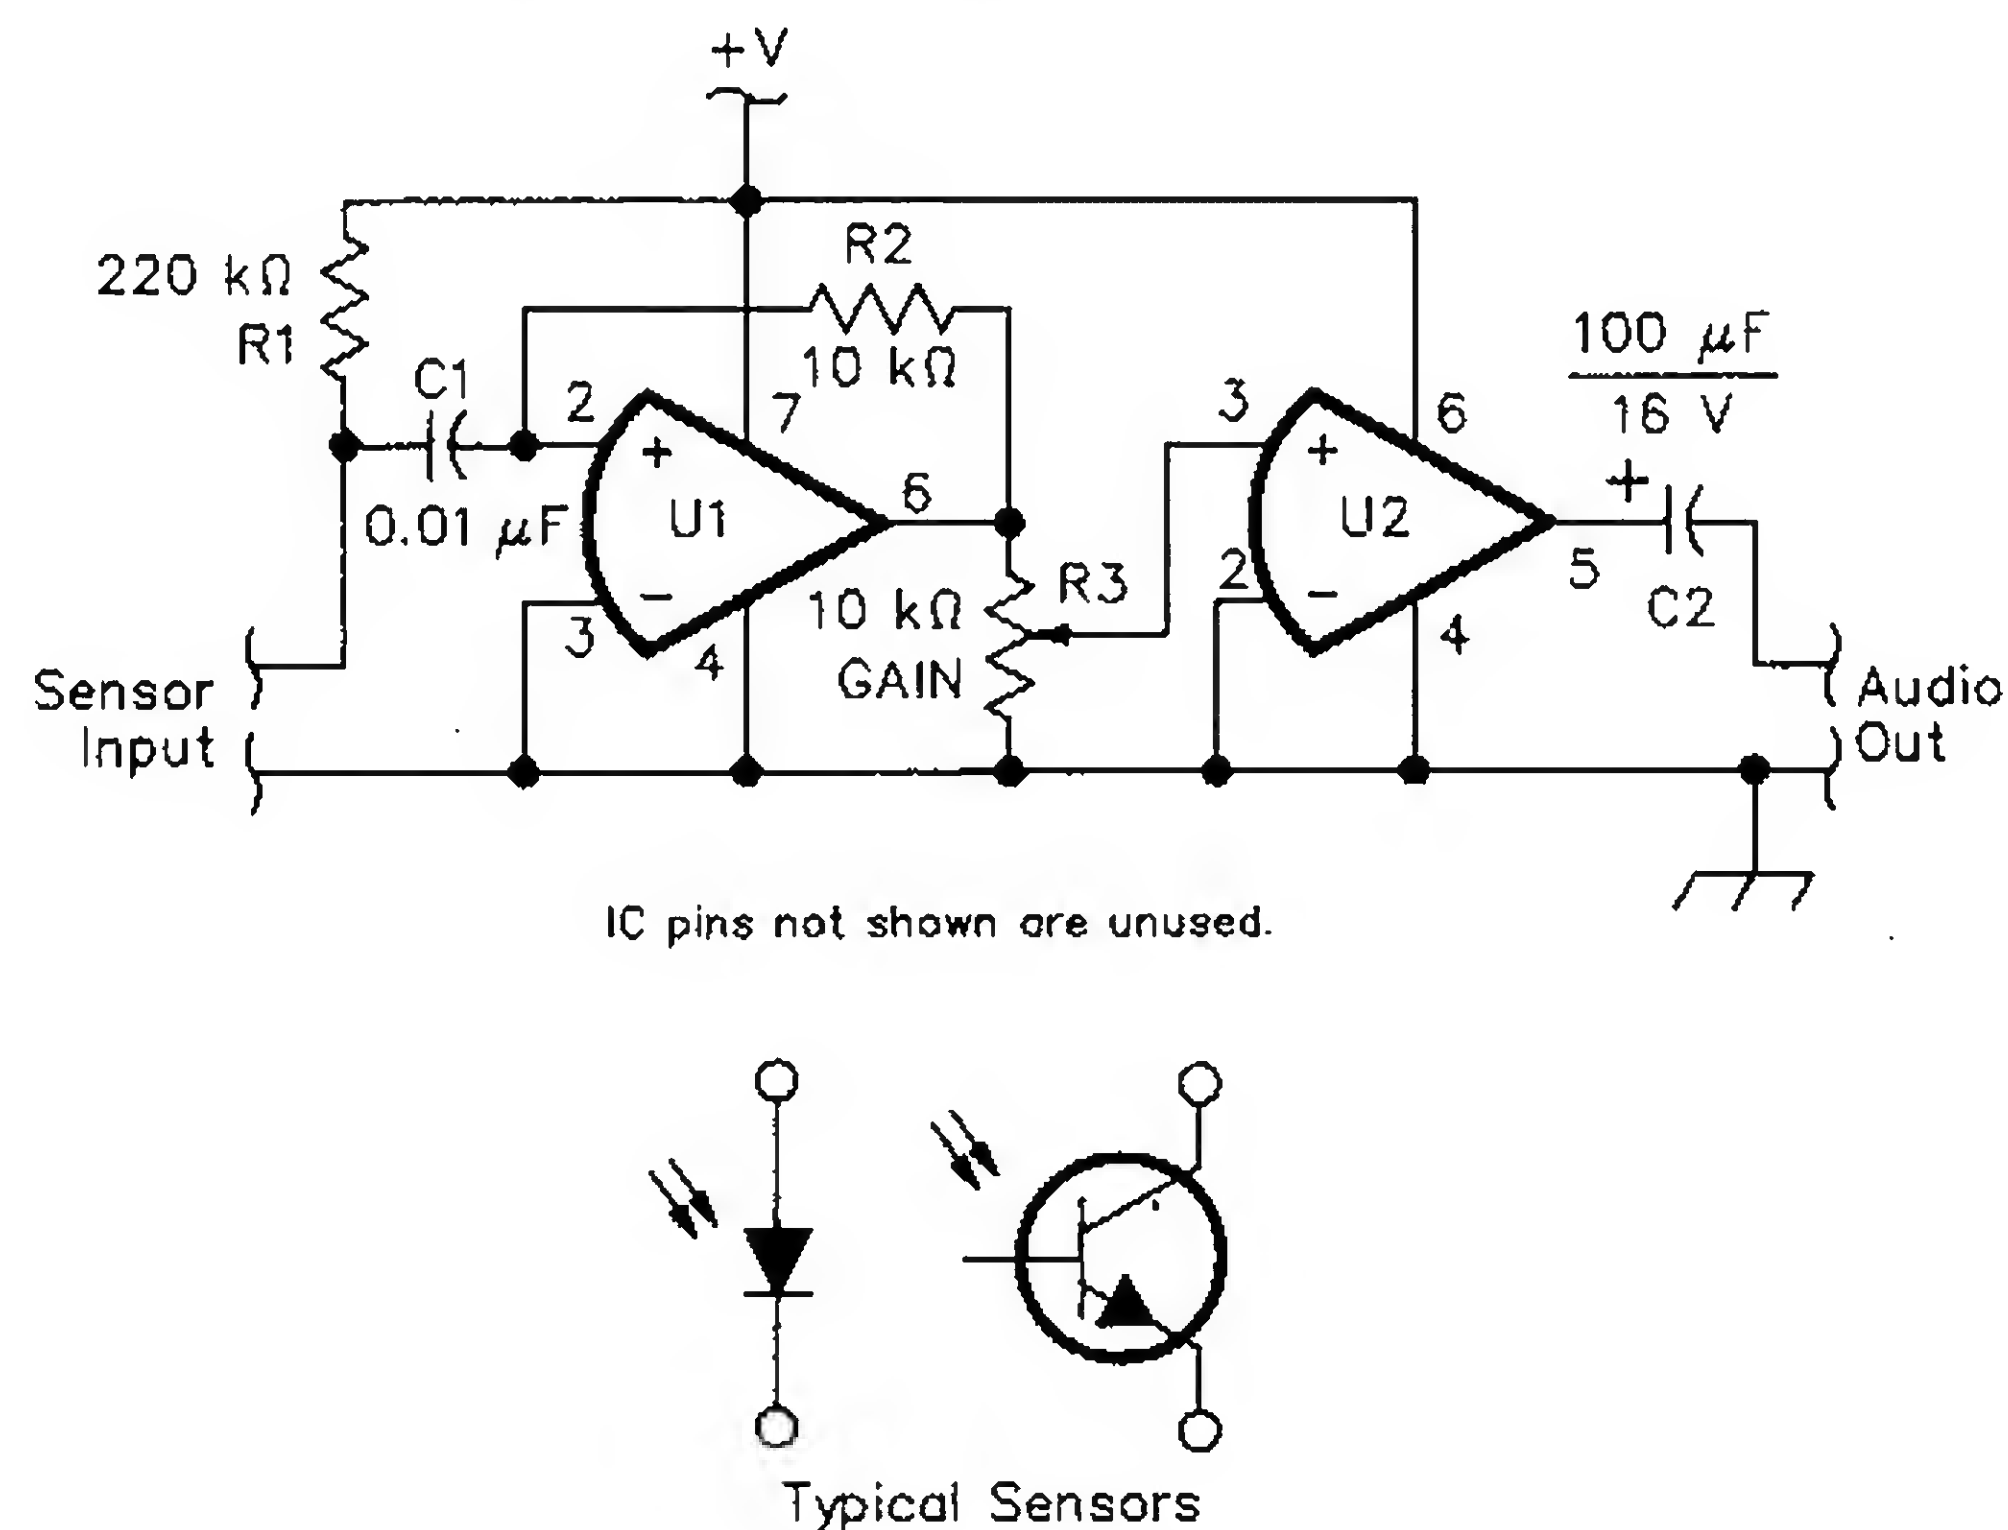 +V
220 kΩ
R1
C1
0.01 μF
R2
10 kΩ
2
+
7
U1
6
3
−
4
10 kΩ
GAIN
R3
3
+
6
U2
2
−
4
5
100 μF
16 V
+
C2
Sensor
Input
Audio
Out
IC pins not shown are unused.
Typical Sensors